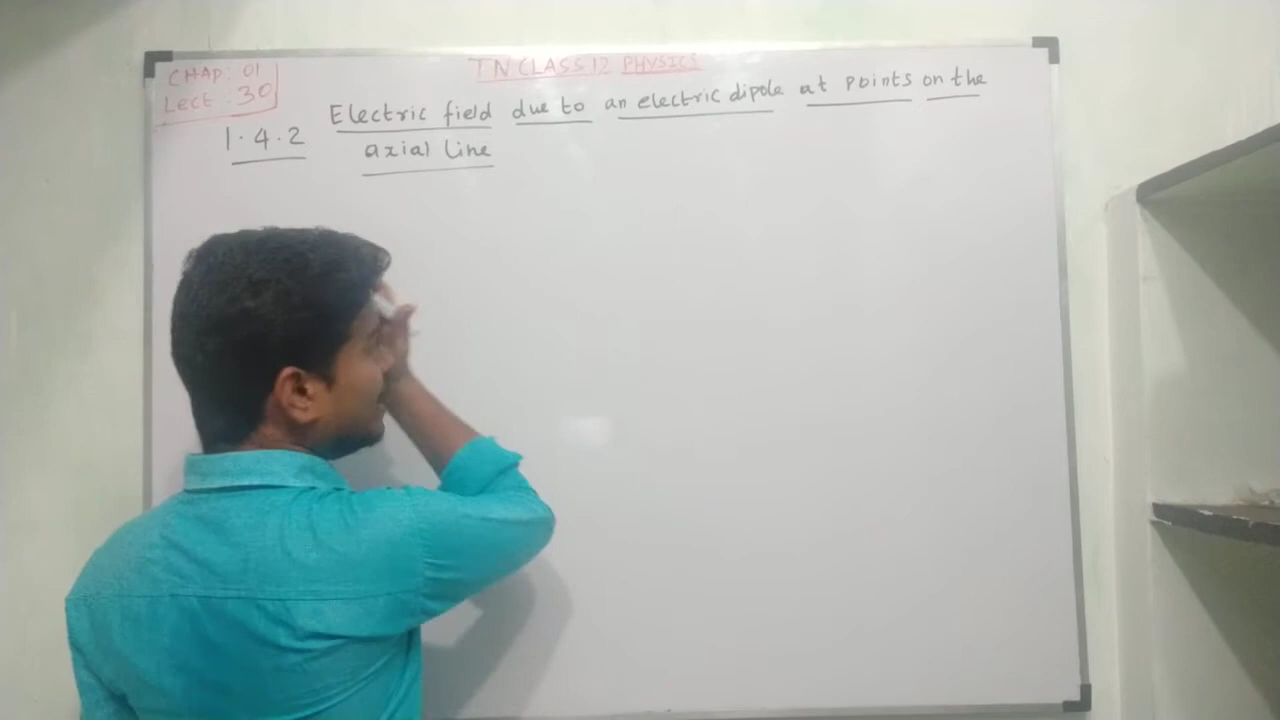 TN CLASS 12 PHYSICS
CHAP: 01
Lect: 30
1.4.2 Electric field due to an electric dipole at points on the
axial line